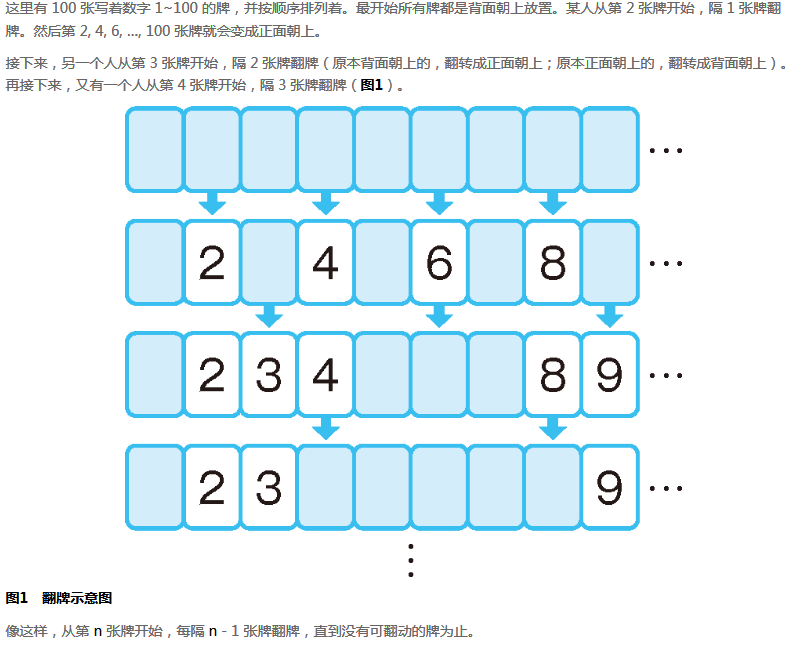 这里有 100 张写着数字 1~100 的牌，并按顺序排列着。最开始所有牌都是背面朝上放置。某人从第 2 张牌开始，隔 1 张牌翻
牌。然后第 2, 4, 6, ..., 100 张牌就会变成正面朝上。
接下来，另一个人从第 3 张牌开始，隔 2 张牌翻牌（原本背面朝上的，翻转成正面朝上；原本正面朝上的，翻转成背面朝上）。
再接下来，又有一个人从第 4 张牌开始，隔 3 张牌翻牌（图1）。
...
2 4 6 8 ...
2 3 4 8 9 ...
2 3 9 ...
图1 翻牌示意图
像这样，从第 n 张牌开始，每隔 n - 1 张牌翻牌，直到没有可翻动的牌为止。